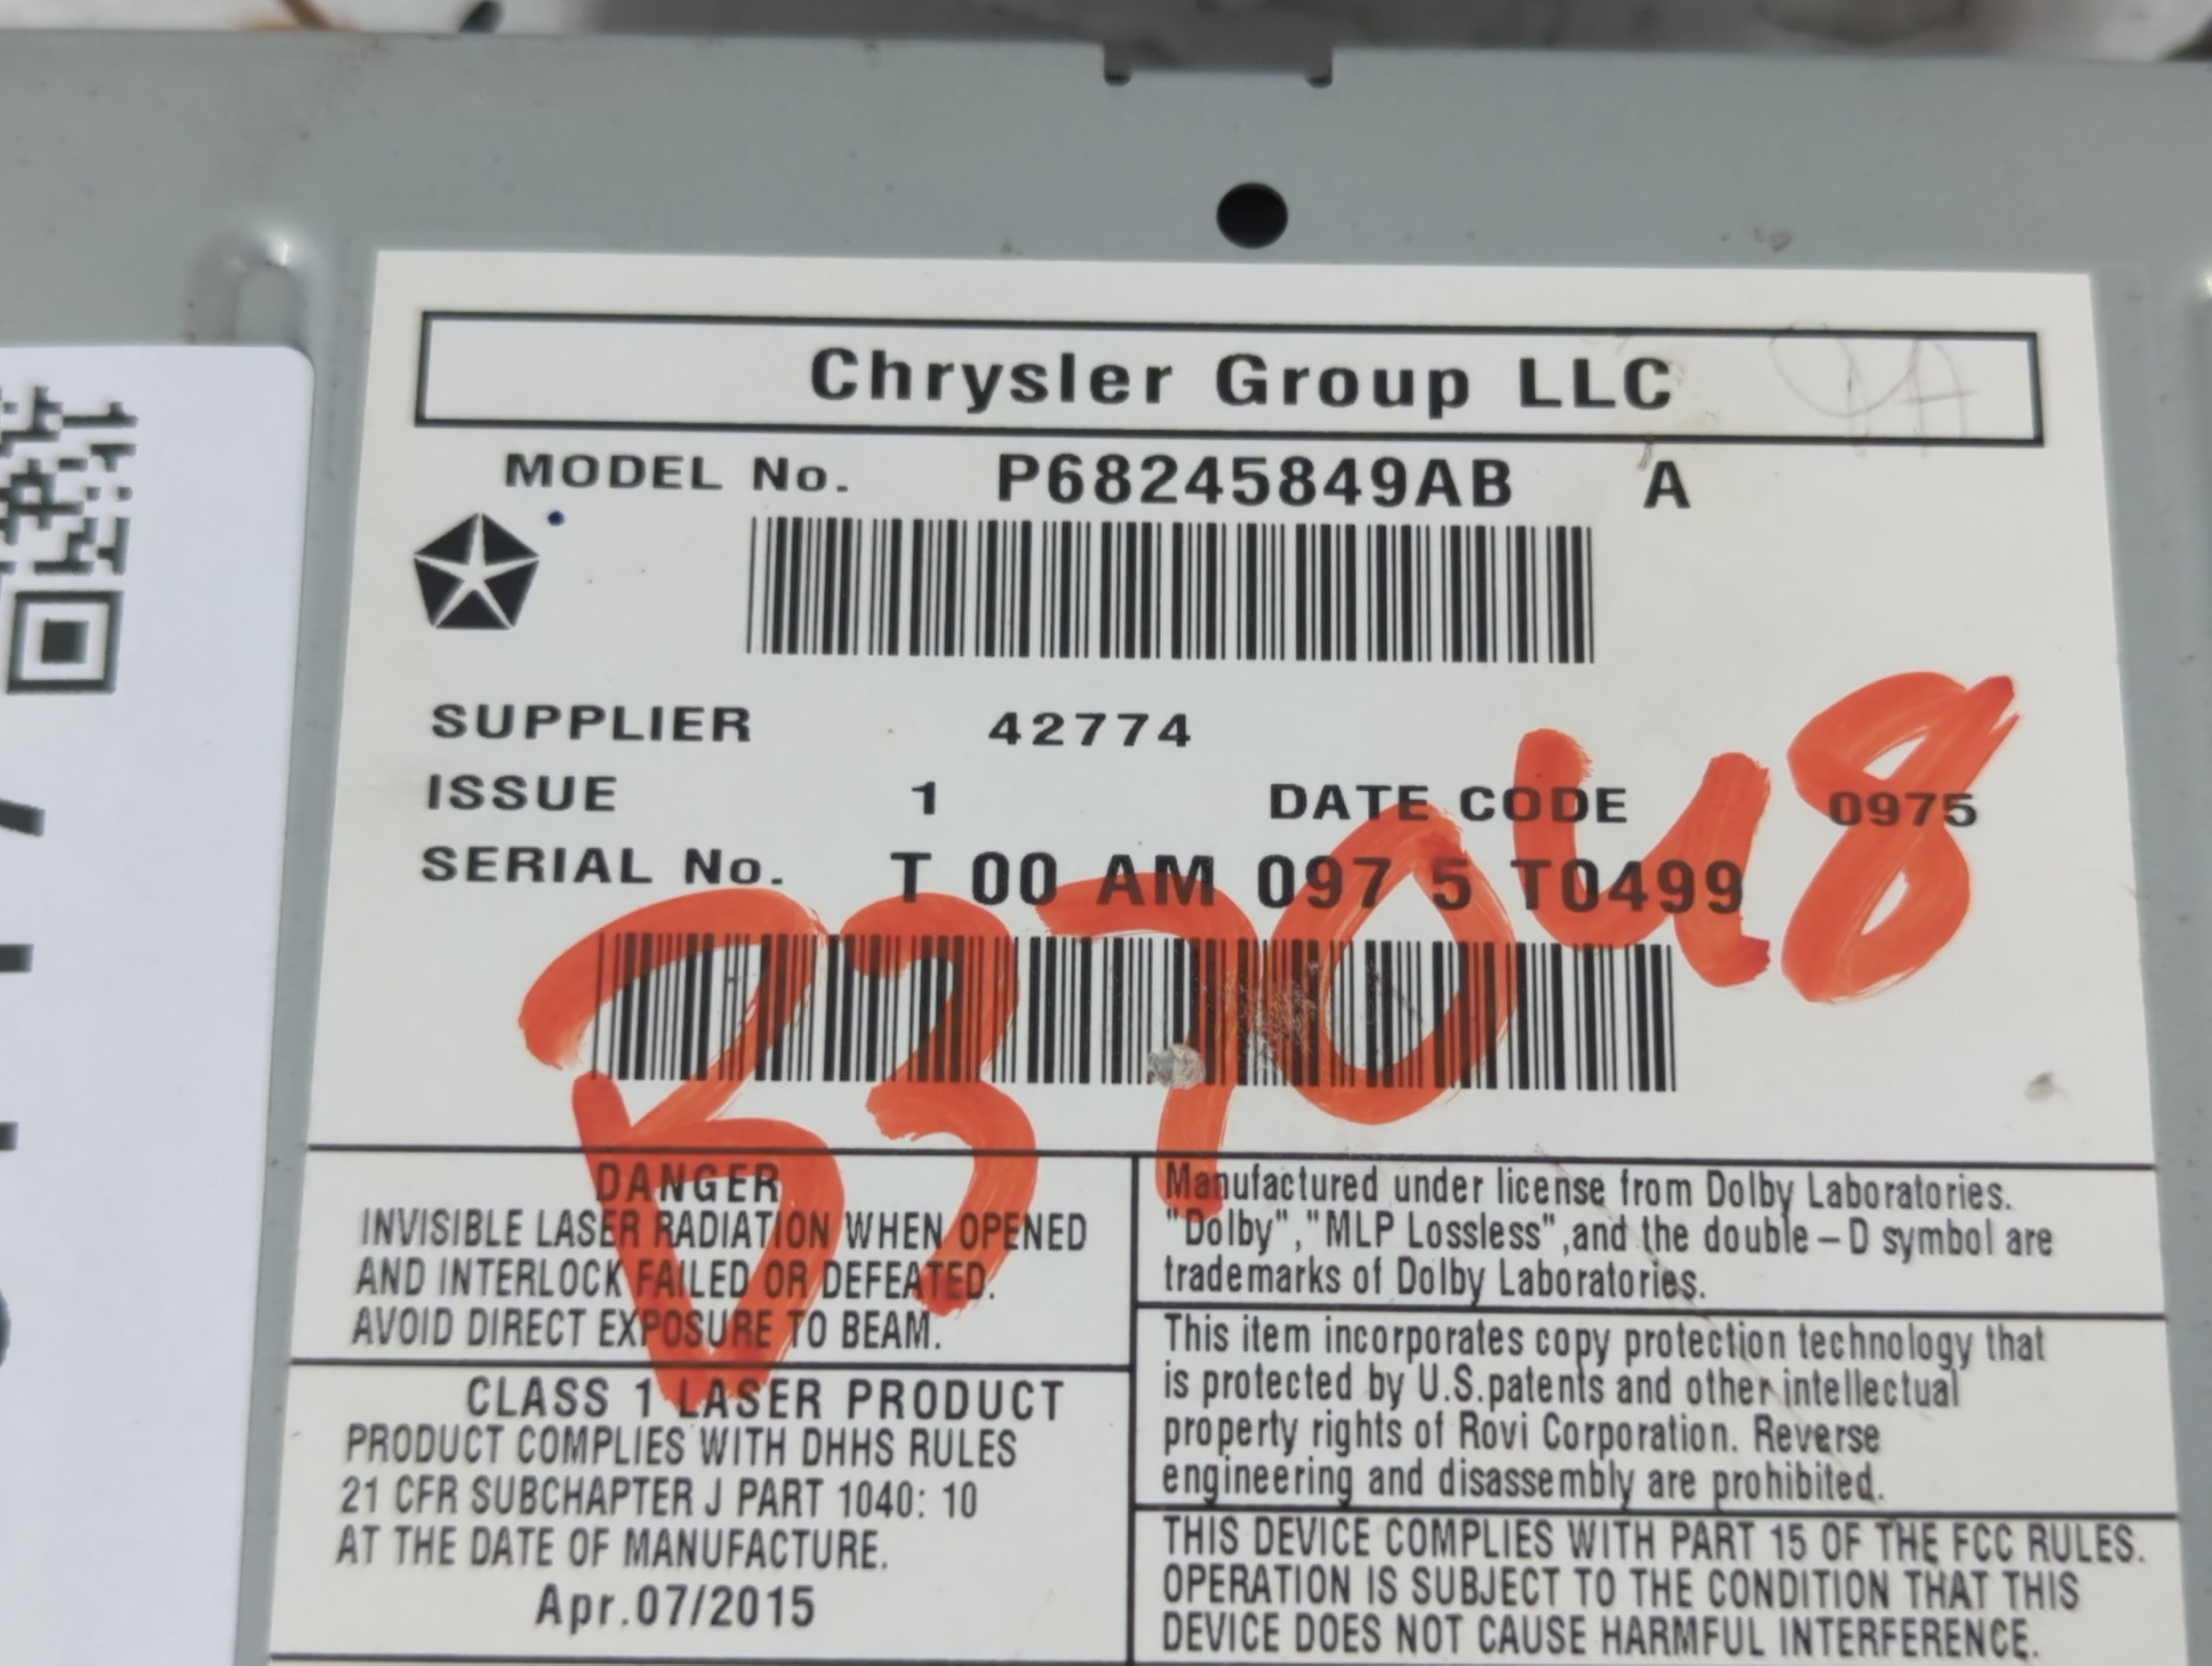 Chrysler Group LLC
MODEL No. P68245849AB A
SUPPLIER 42774
ISSUE 1 DATE CODE 0975
SERIAL No. T 00 AM 097 5 T0499
B37048
DANGER
INVISIBLE LASER RADIATION WHEN OPENED
AND INTERLOCK FAILED OR DEFEATED.
AVOID DIRECT EXPOSURE TO BEAM.
CLASS 1 LASER PRODUCT
PRODUCT COMPLIES WITH DHHS RULES
21 CFR SUBCHAPTER J PART 1040: 10
AT THE DATE OF MANUFACTURE.
Apr.07/2015
Manufactured under license from Dolby Laboratories.
"Dolby","MLP Lossless",and the double-D symbol are
trademarks of Dolby Laboratories.
This item incorporates copy protection technology that
is protected by U.S.patents and other intellectual
property rights of Rovi Corporation. Reverse
engineering and disassembly are prohibited.
THIS DEVICE COMPLIES WITH PART 15 OF THE FCC RULES.
OPERATION IS SUBJECT TO THE CONDITION THAT THIS
DEVICE DOES NOT CAUSE HARMFUL INTERFERENCE.